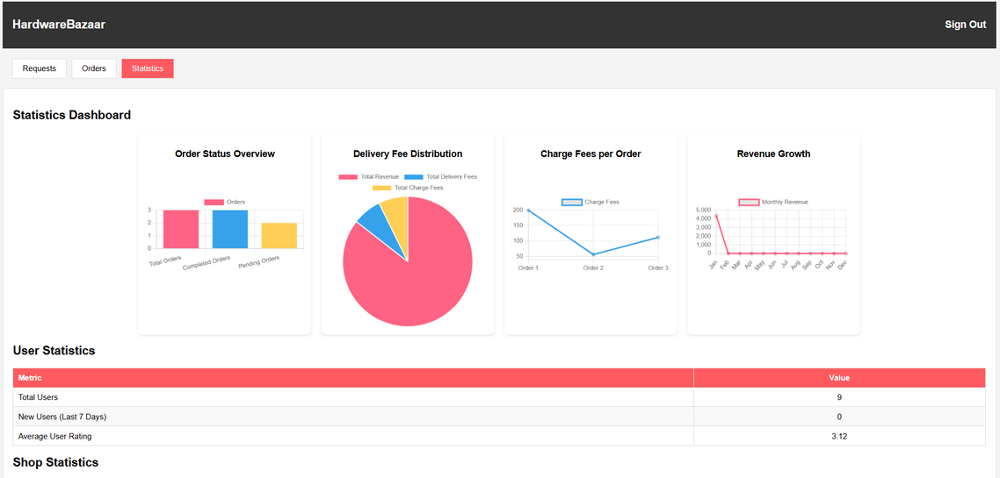 HardwareBazaar
Sign Out
Requests
Orders
Statistics
Statistics Dashboard
Order Status Overview
Orders
3
2
1
0
Total Orders
Completed Orders
Pending Orders
Delivery Fee Distribution
Total Revenue
Total Delivery Fees
Total Charge Fees
Charge Fees per Order
Charge Fees
200
150
100
50
Order 1
Order 2
Order 3
Revenue Growth
Monthly Revenue
5,000
4,000
3,000
2,000
1,000
0
Jan
Feb
Mar
Apr
May
Jun
Jul
Aug
Sep
Oct
Nov
Dec
User Statistics
Metric Value
Total Users 9
New Users (Last 7 Days) 0
Average User Rating 3.12
Shop Statistics